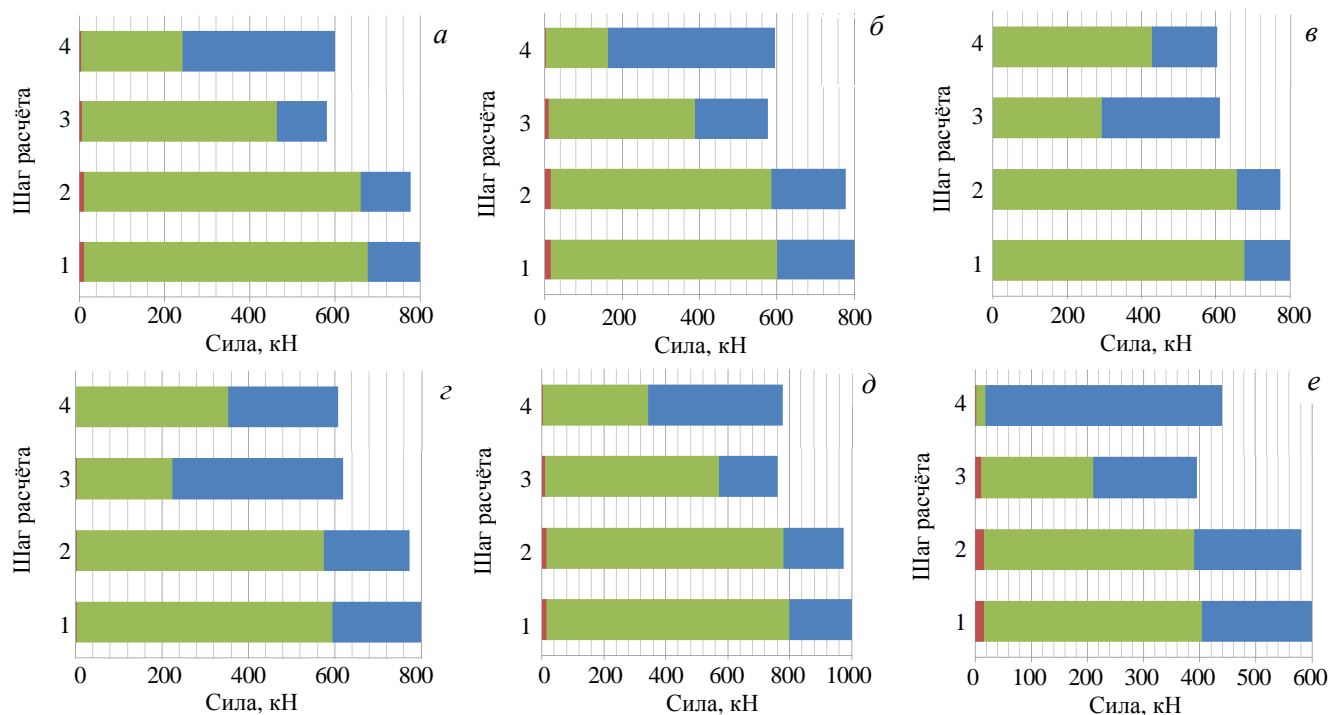 а
4
3
2
1
Шаг расчёта
0 200 400 600 800
Сила, кН
б
4
3
2
1
Шаг расчёта
0 200 400 600 800
Сила, кН
в
4
3
2
1
Шаг расчёта
0 200 400 600 800
Сила, кН
г
4
3
2
1
Шаг расчёта
0 200 400 600 800
Сила, кН
д
4
3
2
1
Шаг расчёта
0 200 400 600 800 1000
Сила, кН
е
4
3
2
1
Шаг расчёта
0 100 200 300 400 500 600
Сила, кН